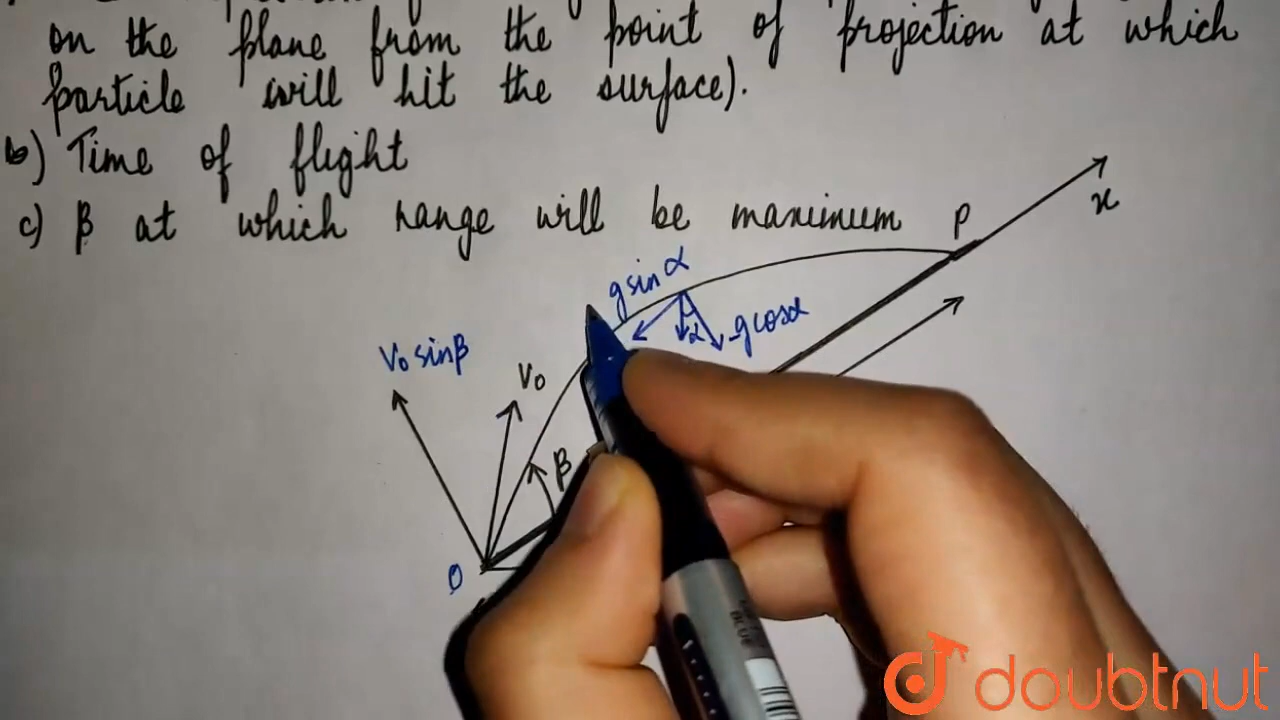 on the plane from the point of projection at which
particle will hit the surface).
b) Time of flight
c) β at which range will be maximum
P
x
g sin α
α
-g cos α
V₀ sin β
V₀
β
O
BLUE
doubtnut